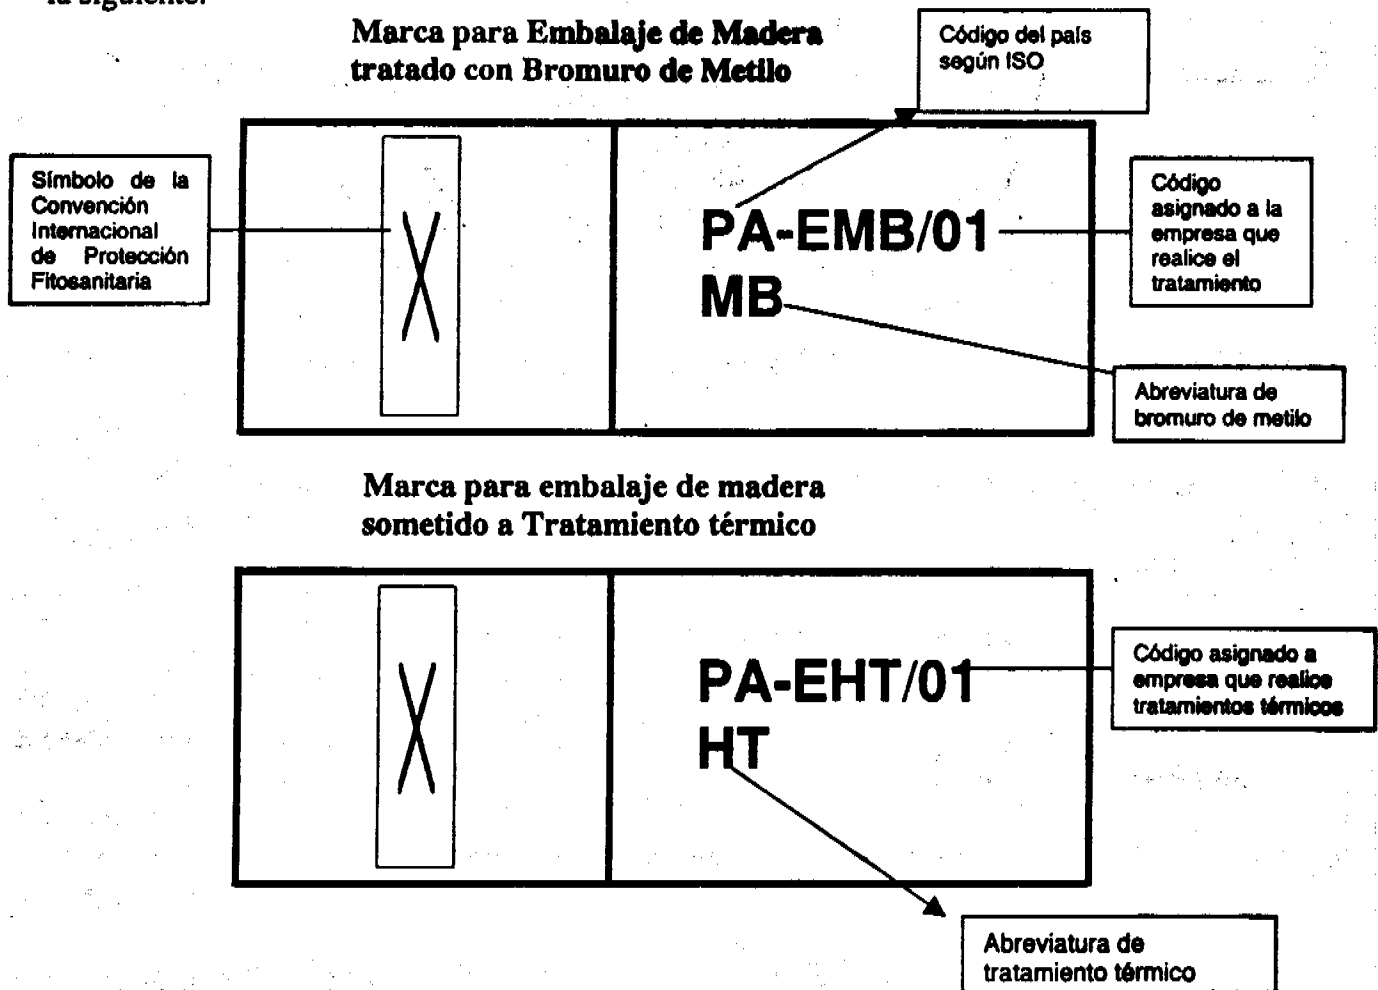 la siguiente:
Marca para Embalaje de Madera
tratado con Bromuro de Metilo
Código del país
según ISO
Símbolo de la
Convención
Internacional
de Protección
Fitosanitaria
X
PA-EMB/01
MB
Código
asignado a la
empresa que
realice el
tratamiento
Abreviatura de
bromuro de metilo
Marca para embalaje de madera
sometido a Tratamiento térmico
X
PA-EHT/01
HT
Código asignado a
empresa que realice
tratamientos térmicos
Abreviatura de
tratamiento térmico